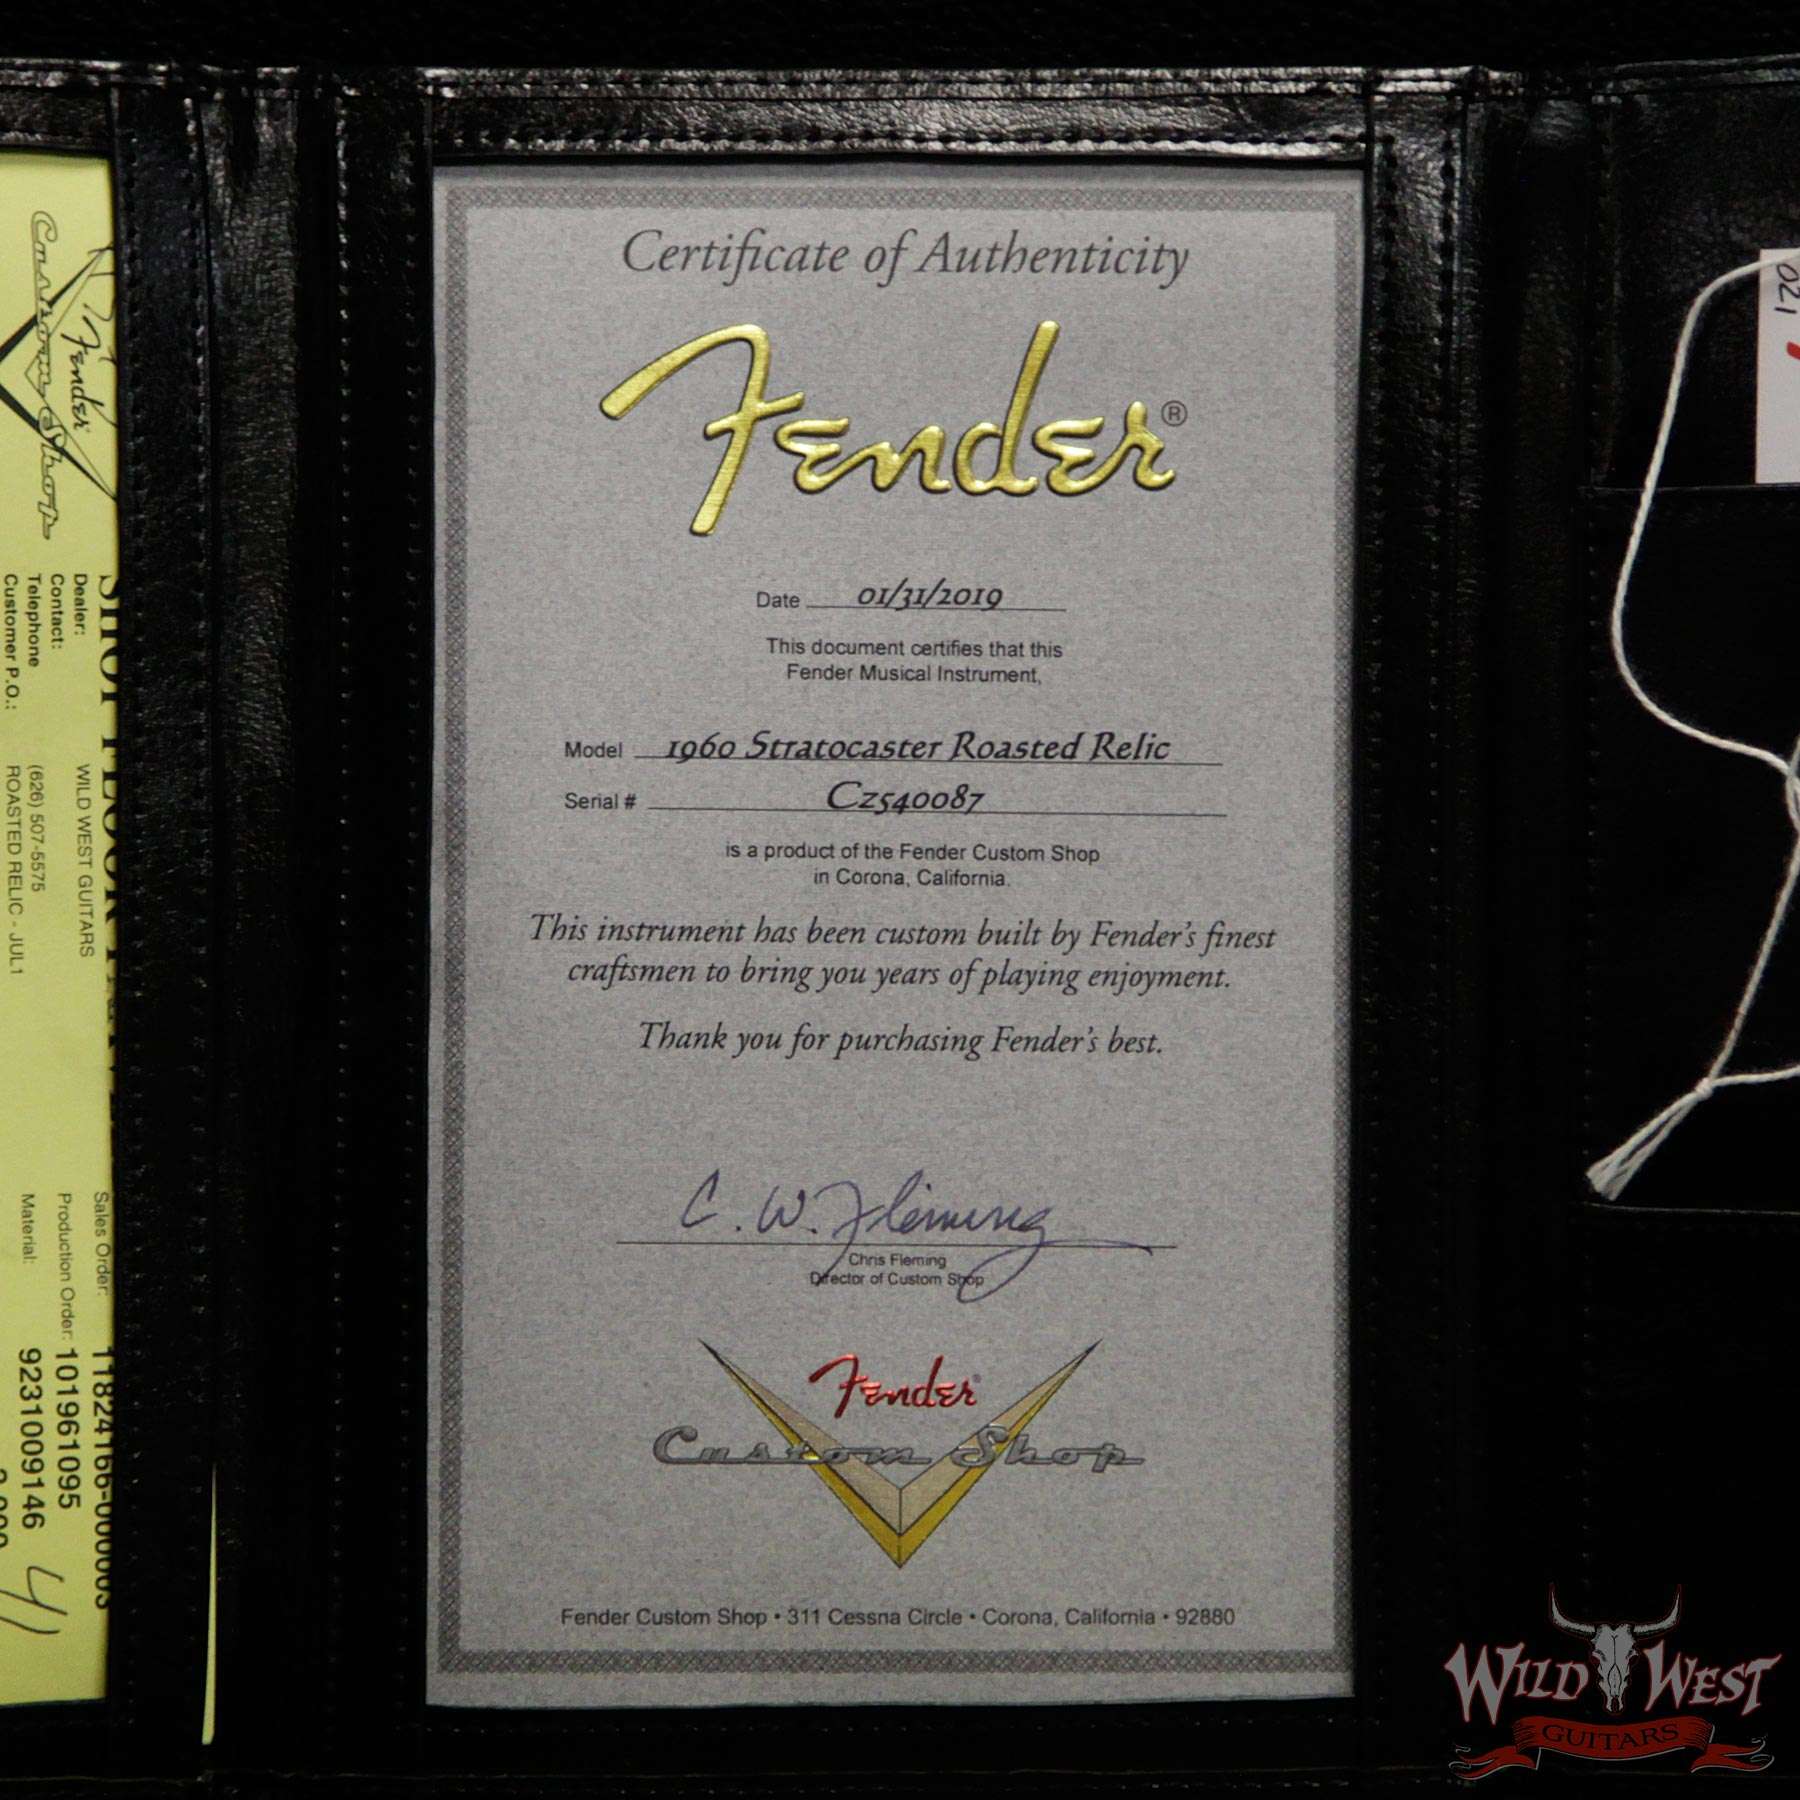 Certificate of Authenticity
Fender®
Date 01/31/2019
This document certifies that this
Fender Musical Instrument,
Model 1960 Stratocaster Roasted Relic
Serial # Cz540087
is a product of the Fender Custom Shop
in Corona, California.
This instrument has been custom built by Fender's finest
craftsmen to bring you years of playing enjoyment.
Thank you for purchasing Fender's best.
C. W. Fleming
Chris Fleming
Director of Custom Shop
Fender
Custom Shop
Fender Custom Shop • 311 Cessna Circle • Corona, California • 92880
Fender
Custom Shop
Dealer: WILD WEST GUITARS
Contact:
Telephone (626) 507-5575
Customer P.O.: ROASTED RELIC - JUL1
Sales Order:
Production Order: 101961095
Material: 9231009146
021
WILD WEST
GUITARS